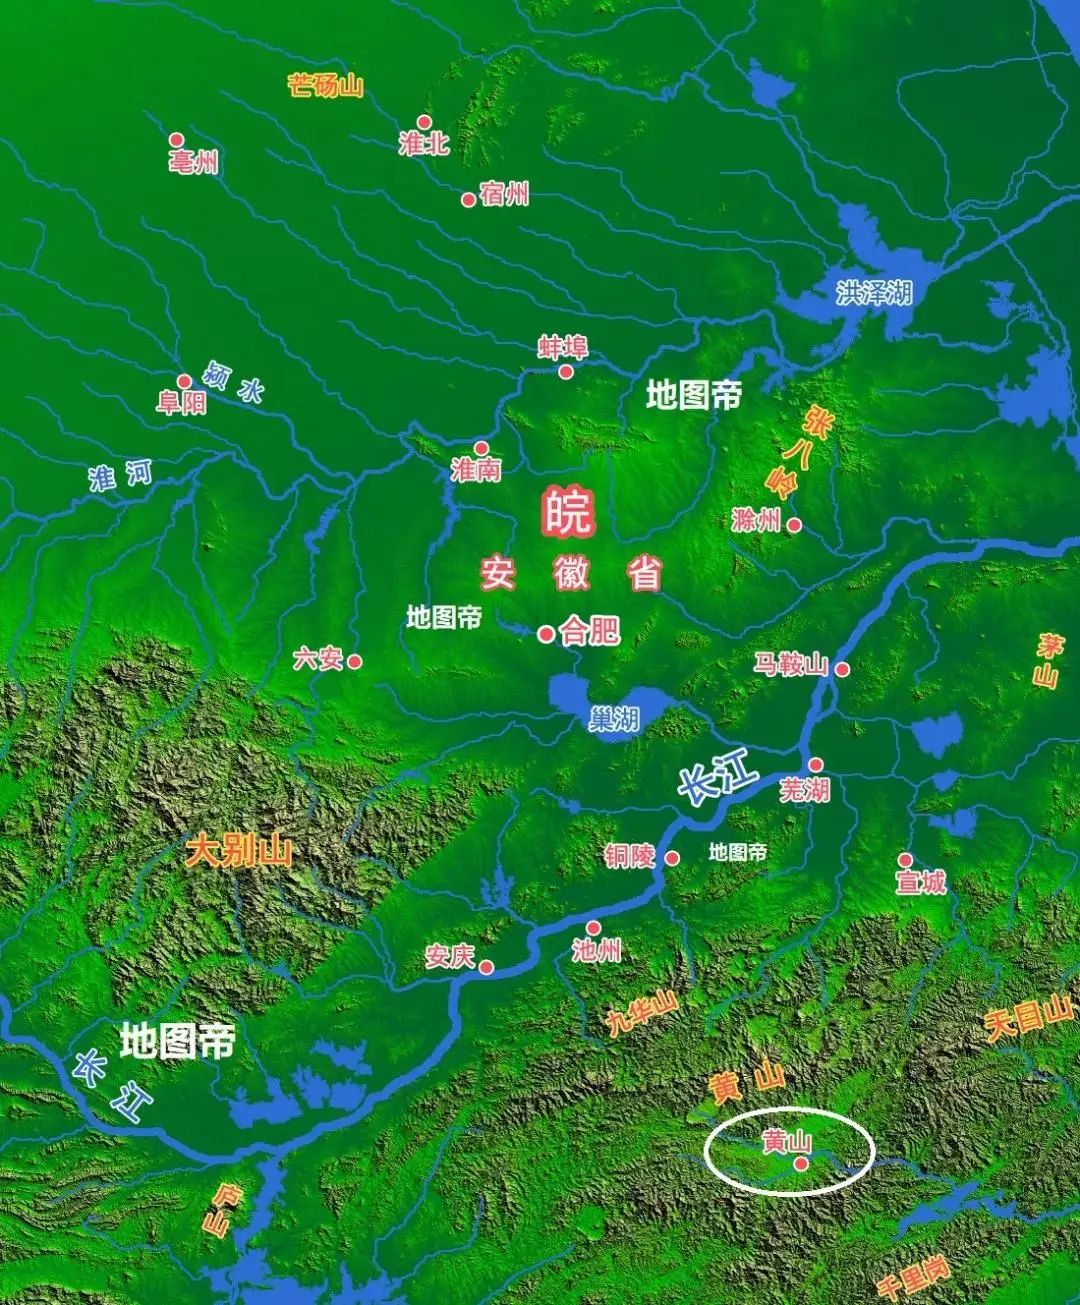 芒砀山
淮北
亳州
宿州
洪泽湖
蚌埠
颍水
阜阳
地图帝
张八岭
淮河
淮南
皖
滁州
安徽省
地图帝
合肥
六安
马鞍山
茅山
巢湖
长江
芜湖
大别山
铜陵
地图帝
宣城
池州
安庆
九华山
天目山
地图帝
长江
黄山
黄山
庐山
千里岗